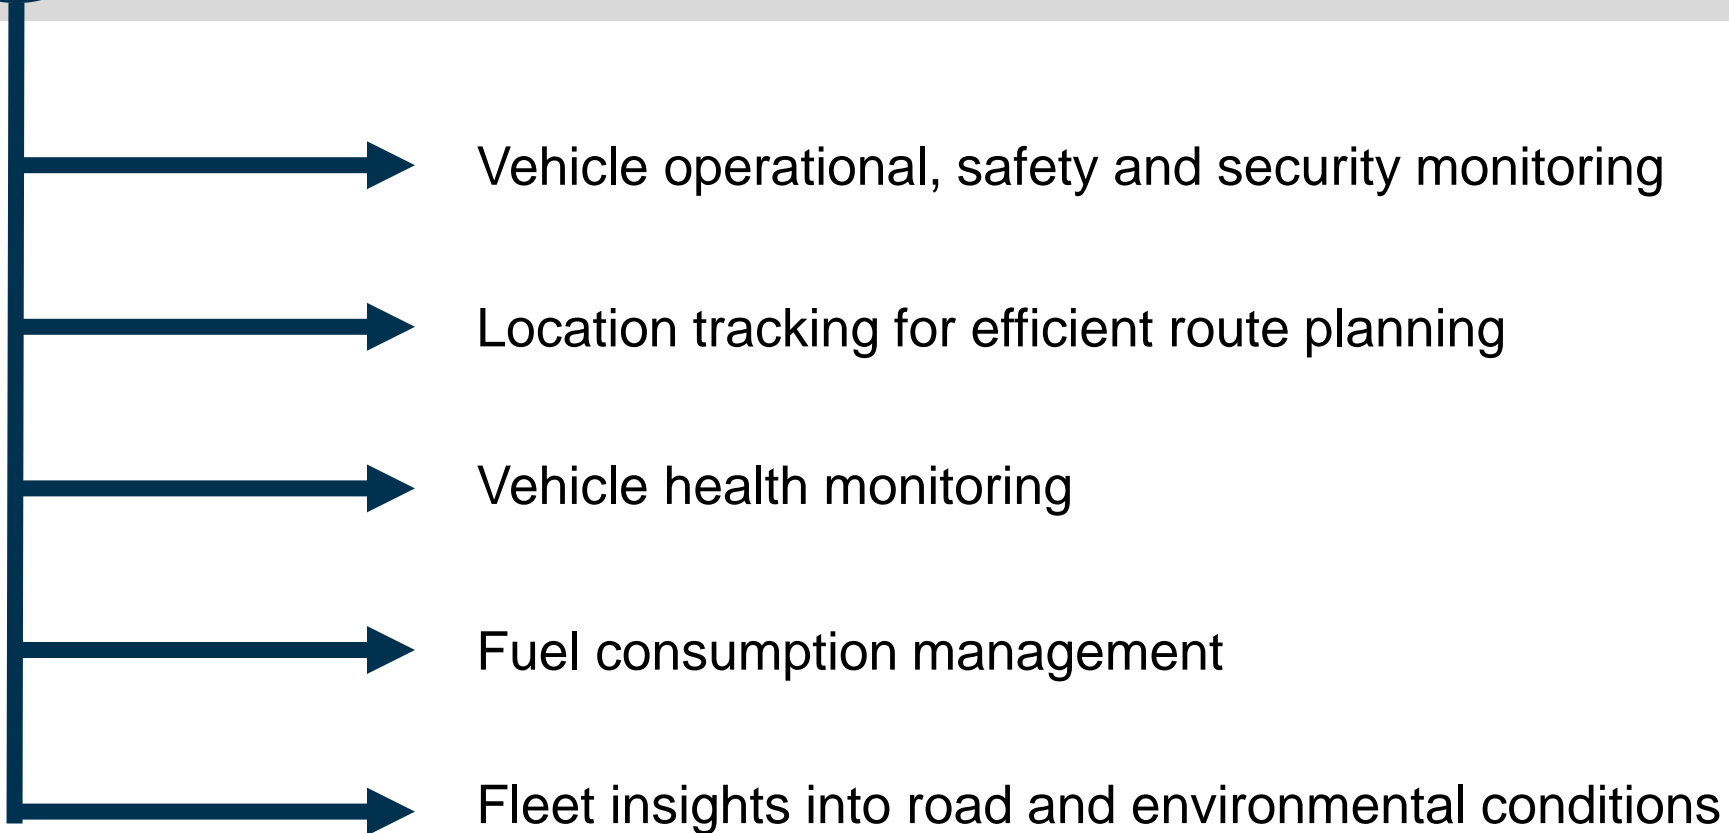 Vehicle operational, safety and security monitoring
Location tracking for efficient route planning
Vehicle health monitoring
Fuel consumption management
Fleet insights into road and environmental conditions